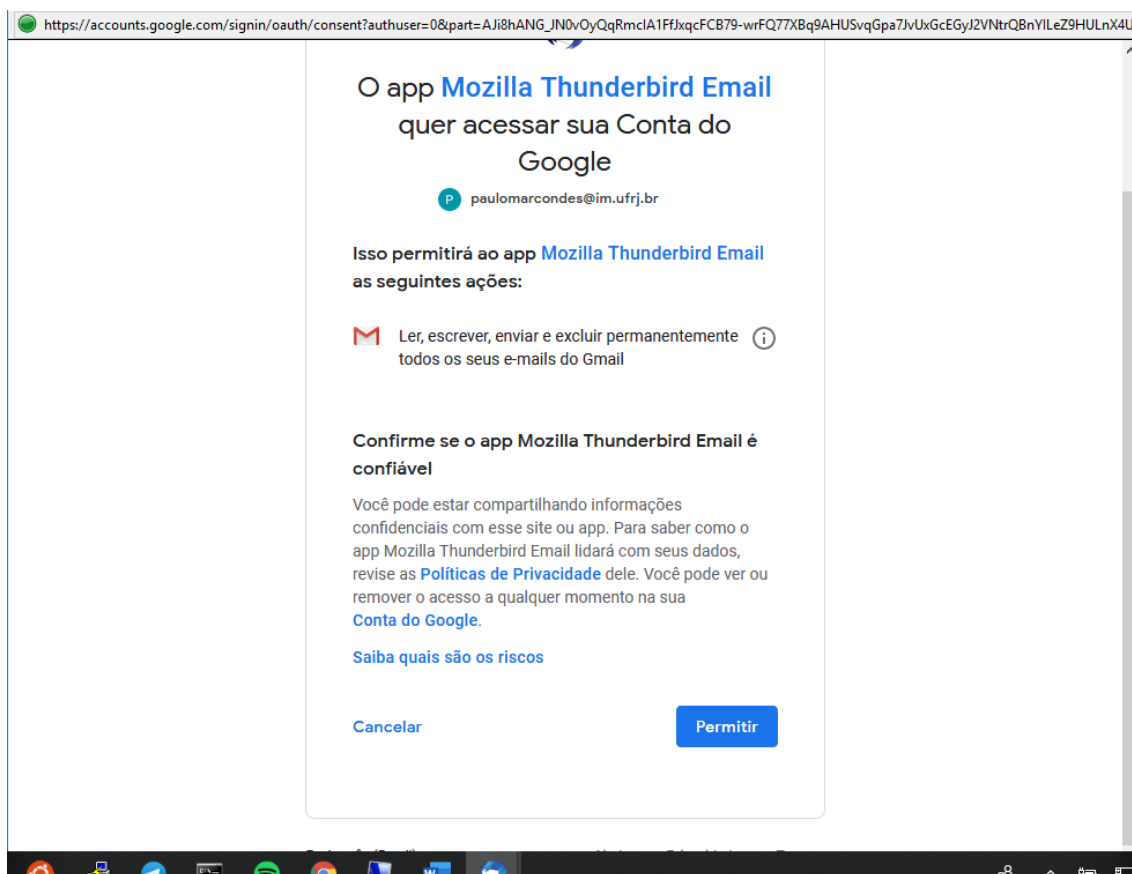 https://accounts.google.com/signin/oauth/consent?authuser=0&part=AJi8hANG_JN0vOyQqRmcIA1FfJxqcFCB79-wrFQ77XBq9AHUSvqGpa7JvUxGcEGyJ2VNtrQBnYILeZ9HULnX4U
O app Mozilla Thunderbird Email
quer acessar sua Conta do
Google
P paulomarcondes@im.ufrj.br
Isso permitirá ao app Mozilla Thunderbird Email
as seguintes ações:
Ler, escrever, enviar e excluir permanentemente
todos os seus e-mails do Gmail
Confirme se o app Mozilla Thunderbird Email é
confiável
Você pode estar compartilhando informações
confidenciais com esse site ou app. Para saber como o
app Mozilla Thunderbird Email lidará com seus dados,
revise as Políticas de Privacidade dele. Você pode ver ou
remover o acesso a qualquer momento na sua
Conta do Google.
Saiba quais são os riscos
Cancelar
Permitir